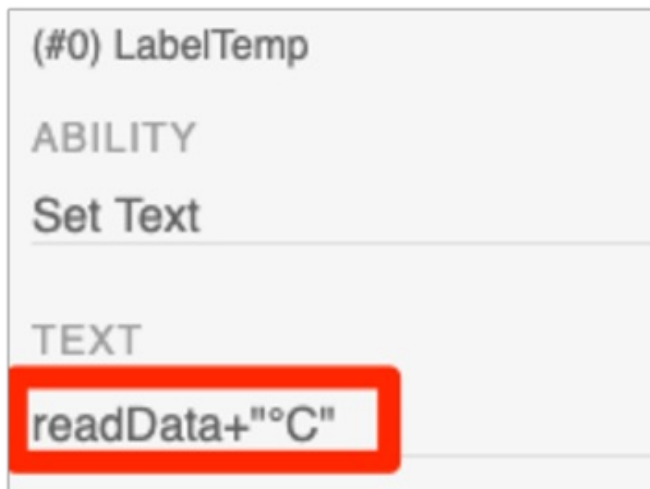 (#0) LabelTemp
ABILITY
Set Text
TEXT
readData+"°C"